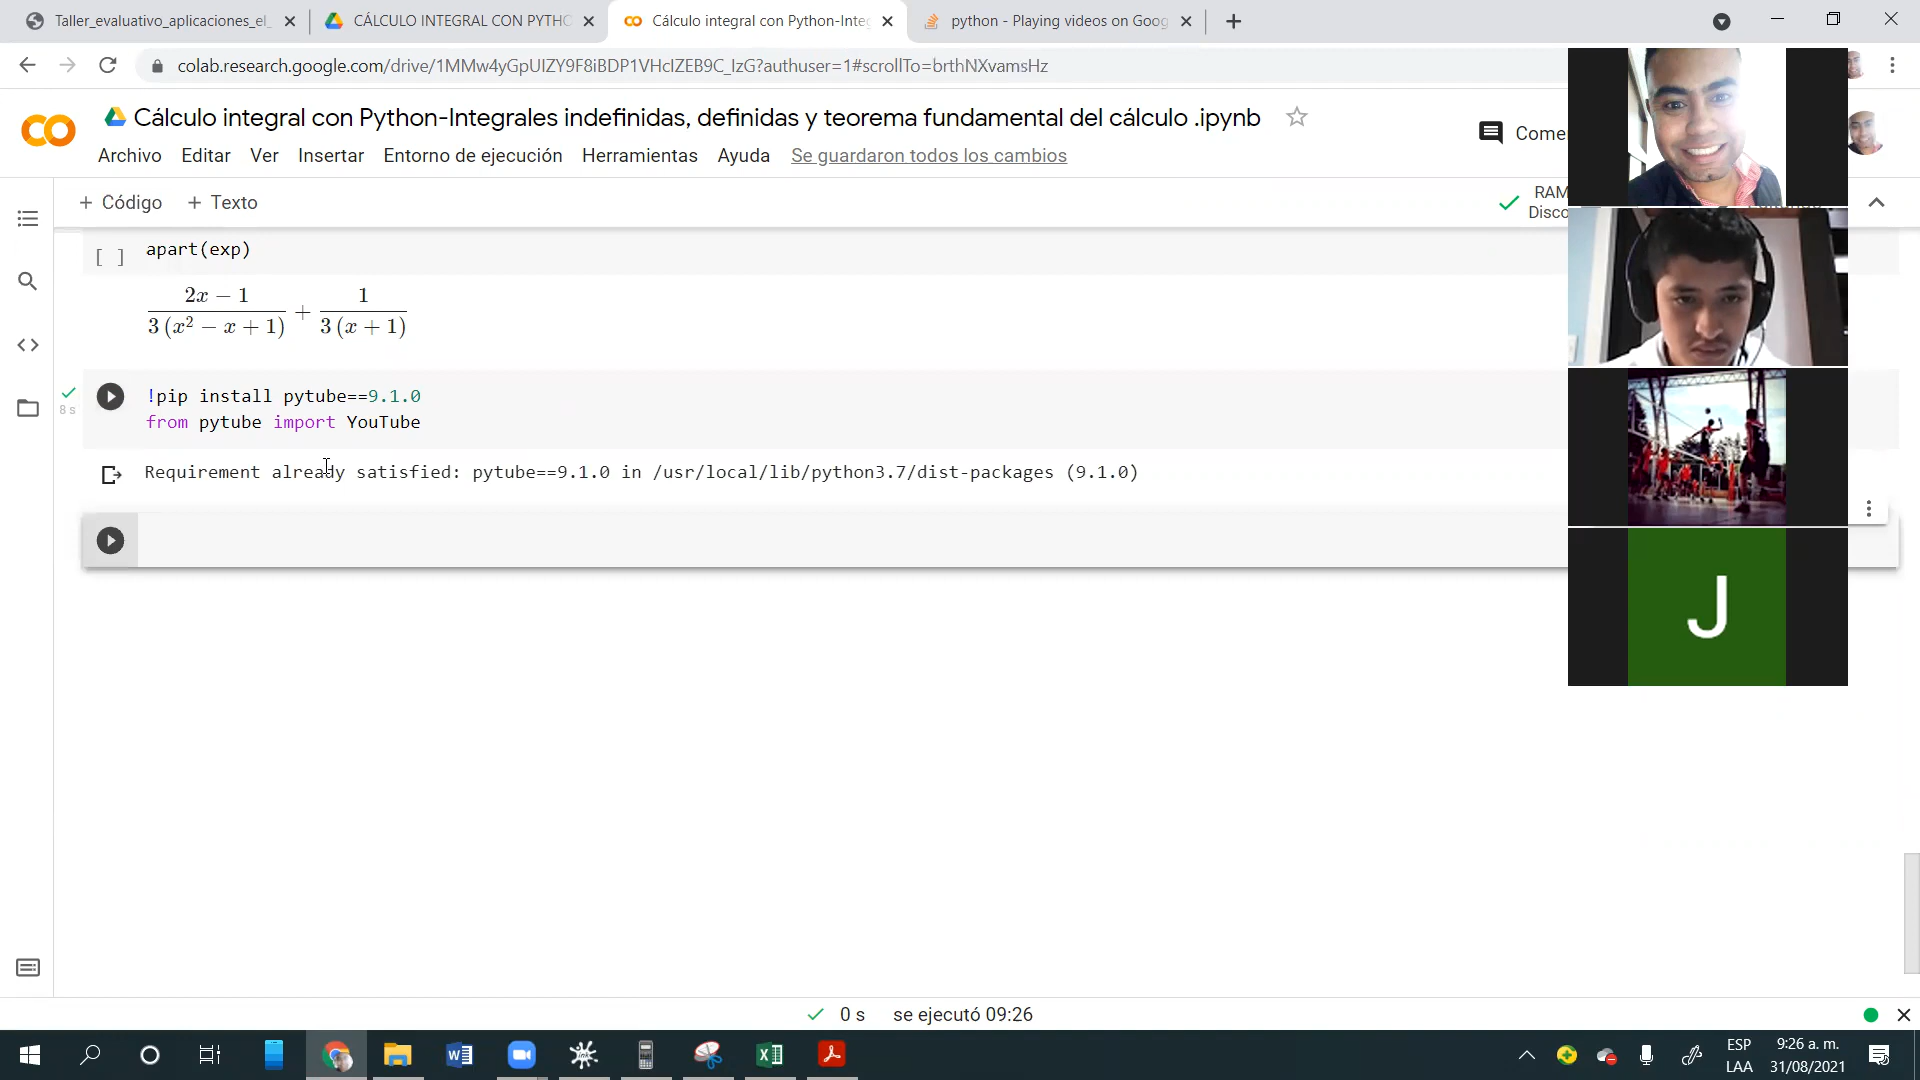 Taller_evaluativo_aplicaciones_el_
CÁLCULO INTEGRAL CON PYTHO
Cálculo integral con Python-Inte
python - Playing videos on Goog
colab.research.google.com/drive/1MMw4yGpUIZY9F8iBDP1VHcIZEB9C_IzG?authuser=1#scrollTo=brthNXvamsHz
Cálculo integral con Python-Integrales indefinidas, definidas y teorema fundamental del cálculo .ipynb
Archivo Editar Ver Insertar Entorno de ejecución Herramientas Ayuda Se guardaron todos los cambios
Come
+ Código + Texto
RAM
Disco
[ ] apart(exp)
2x − 1 / 3 (x² − x + 1) + 1 / 3 (x + 1)
8 s
!pip install pytube==9.1.0
from pytube import YouTube
Requirement already satisfied: pytube==9.1.0 in /usr/local/lib/python3.7/dist-packages (9.1.0)
J
0 s se ejecutó 09:26
ESP
LAA
9:26 a. m.
31/08/2021